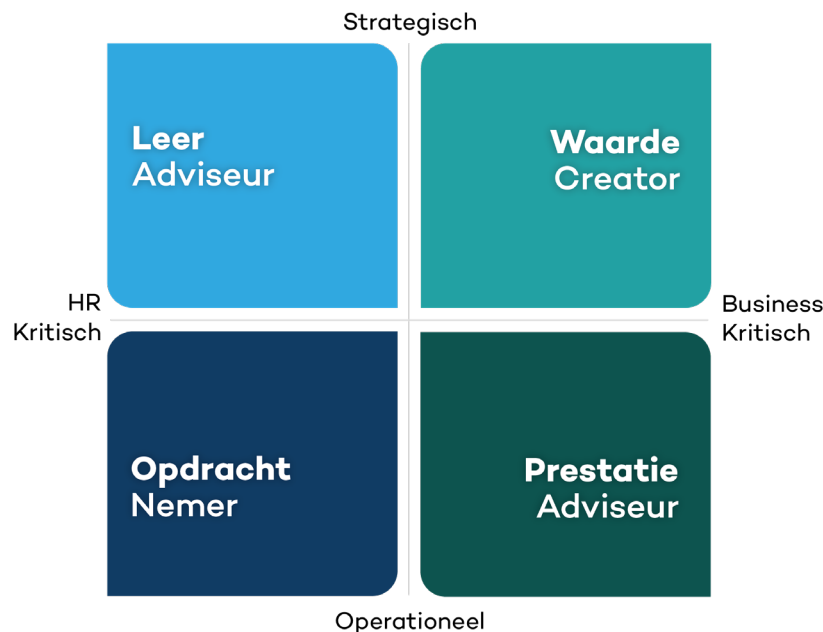 Strategisch
Leer
Adviseur
Waarde
Creator
HR
Kritisch
Business
Kritisch
Opdracht
Nemer
Prestatie
Adviseur
Operationeel